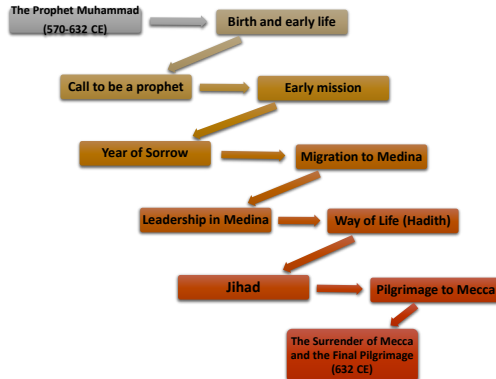 The Prophet Muhammad
(570-632 CE)
Birth and early life
Call to be a prophet
Early mission
Year of Sorrow
Migration to Medina
Leadership in Medina
Way of Life (Hadith)
Jihad
Pilgrimage to Mecca
The Surrender of Mecca
and the Final Pilgrimage
(632 CE)